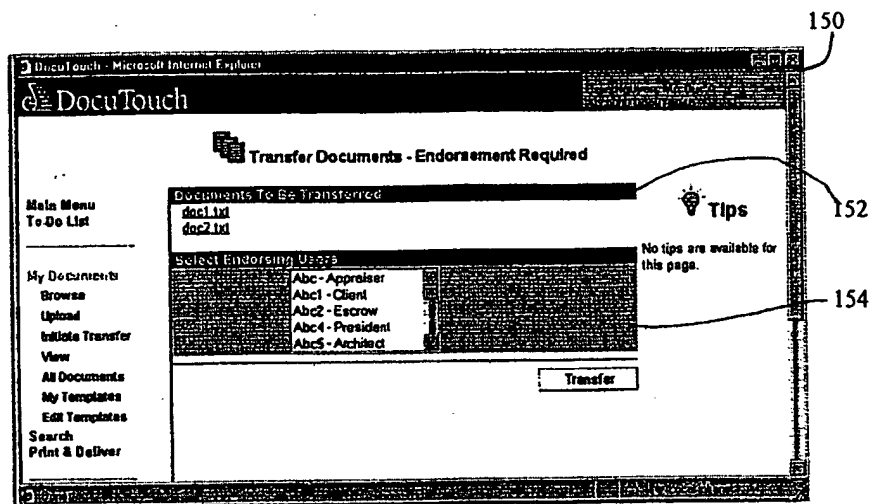 150
DocuTouch - Microsoft Internet Explorer
DocuTouch
Transfer Documents - Endorsement Required
Main Menu
To-Do List
Documents To Be Transferred
doc1.txt
doc2.txt
Tips
152
No tips are available for
this page.
My Documents
Browse
Upload
Initiate Transfer
View
All Documents
My Templates
Edit Templates
Search
Print & Deliver
Select Endorsing Users
Abc - Appraiser
Abc1 - Client
Abc2 - Escrow
Abc4 - President
Abc5 - Architect
154
Transfer